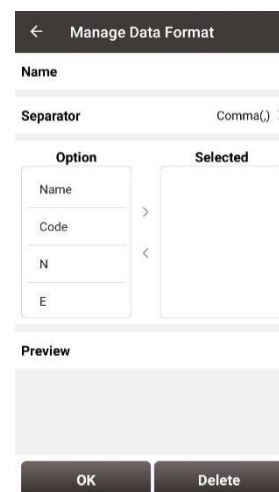 Manage Data Format
Name
Separator Comma(,)
Option Selected
Name
Code
N
E
Preview
OK Delete